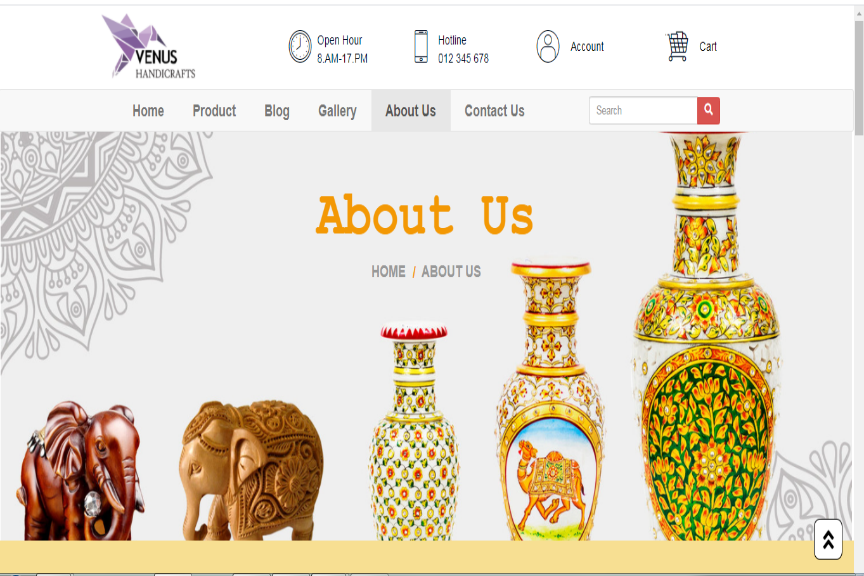 VENUS
HANDICRAFTS
Open Hour
8.AM-17.PM
Hotline
012 345 678
Account
Cart
Home Product Blog Gallery About Us Contact Us Search
About Us
HOME / ABOUT US